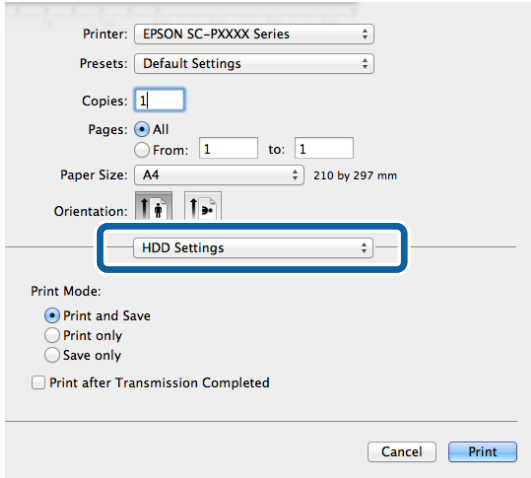 Printer: EPSON SC-PXXXX Series
Presets: Default Settings
Copies: 1
Pages: All
From: 1 to: 1
Paper Size: A4 210 by 297 mm
Orientation:
HDD Settings
Print Mode:
Print and Save
Print only
Save only
Print after Transmission Completed
Cancel Print